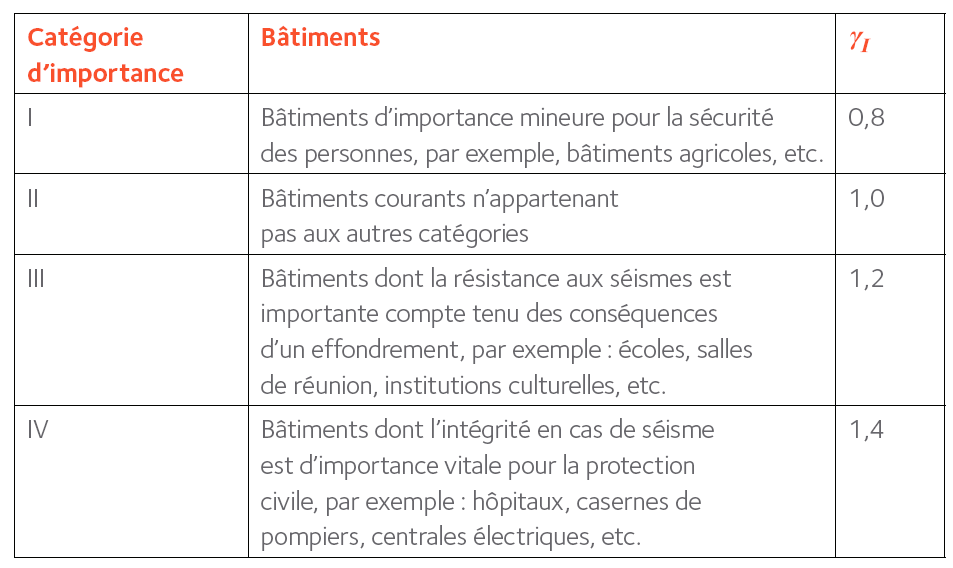 Catégorie
d'importance
Bâtiments
γI
I
Bâtiments d'importance mineure pour la sécurité
des personnes, par exemple, bâtiments agricoles, etc.
0,8
II
Bâtiments courants n'appartenant
pas aux autres catégories
1,0
III
Bâtiments dont la résistance aux séismes est
importante compte tenu des conséquences
d'un effondrement, par exemple : écoles, salles
de réunion, institutions culturelles, etc.
1,2
IV
Bâtiments dont l'intégrité en cas de séisme
est d'importance vitale pour la protection
civile, par exemple : hôpitaux, casernes de
pompiers, centrales électriques, etc.
1,4